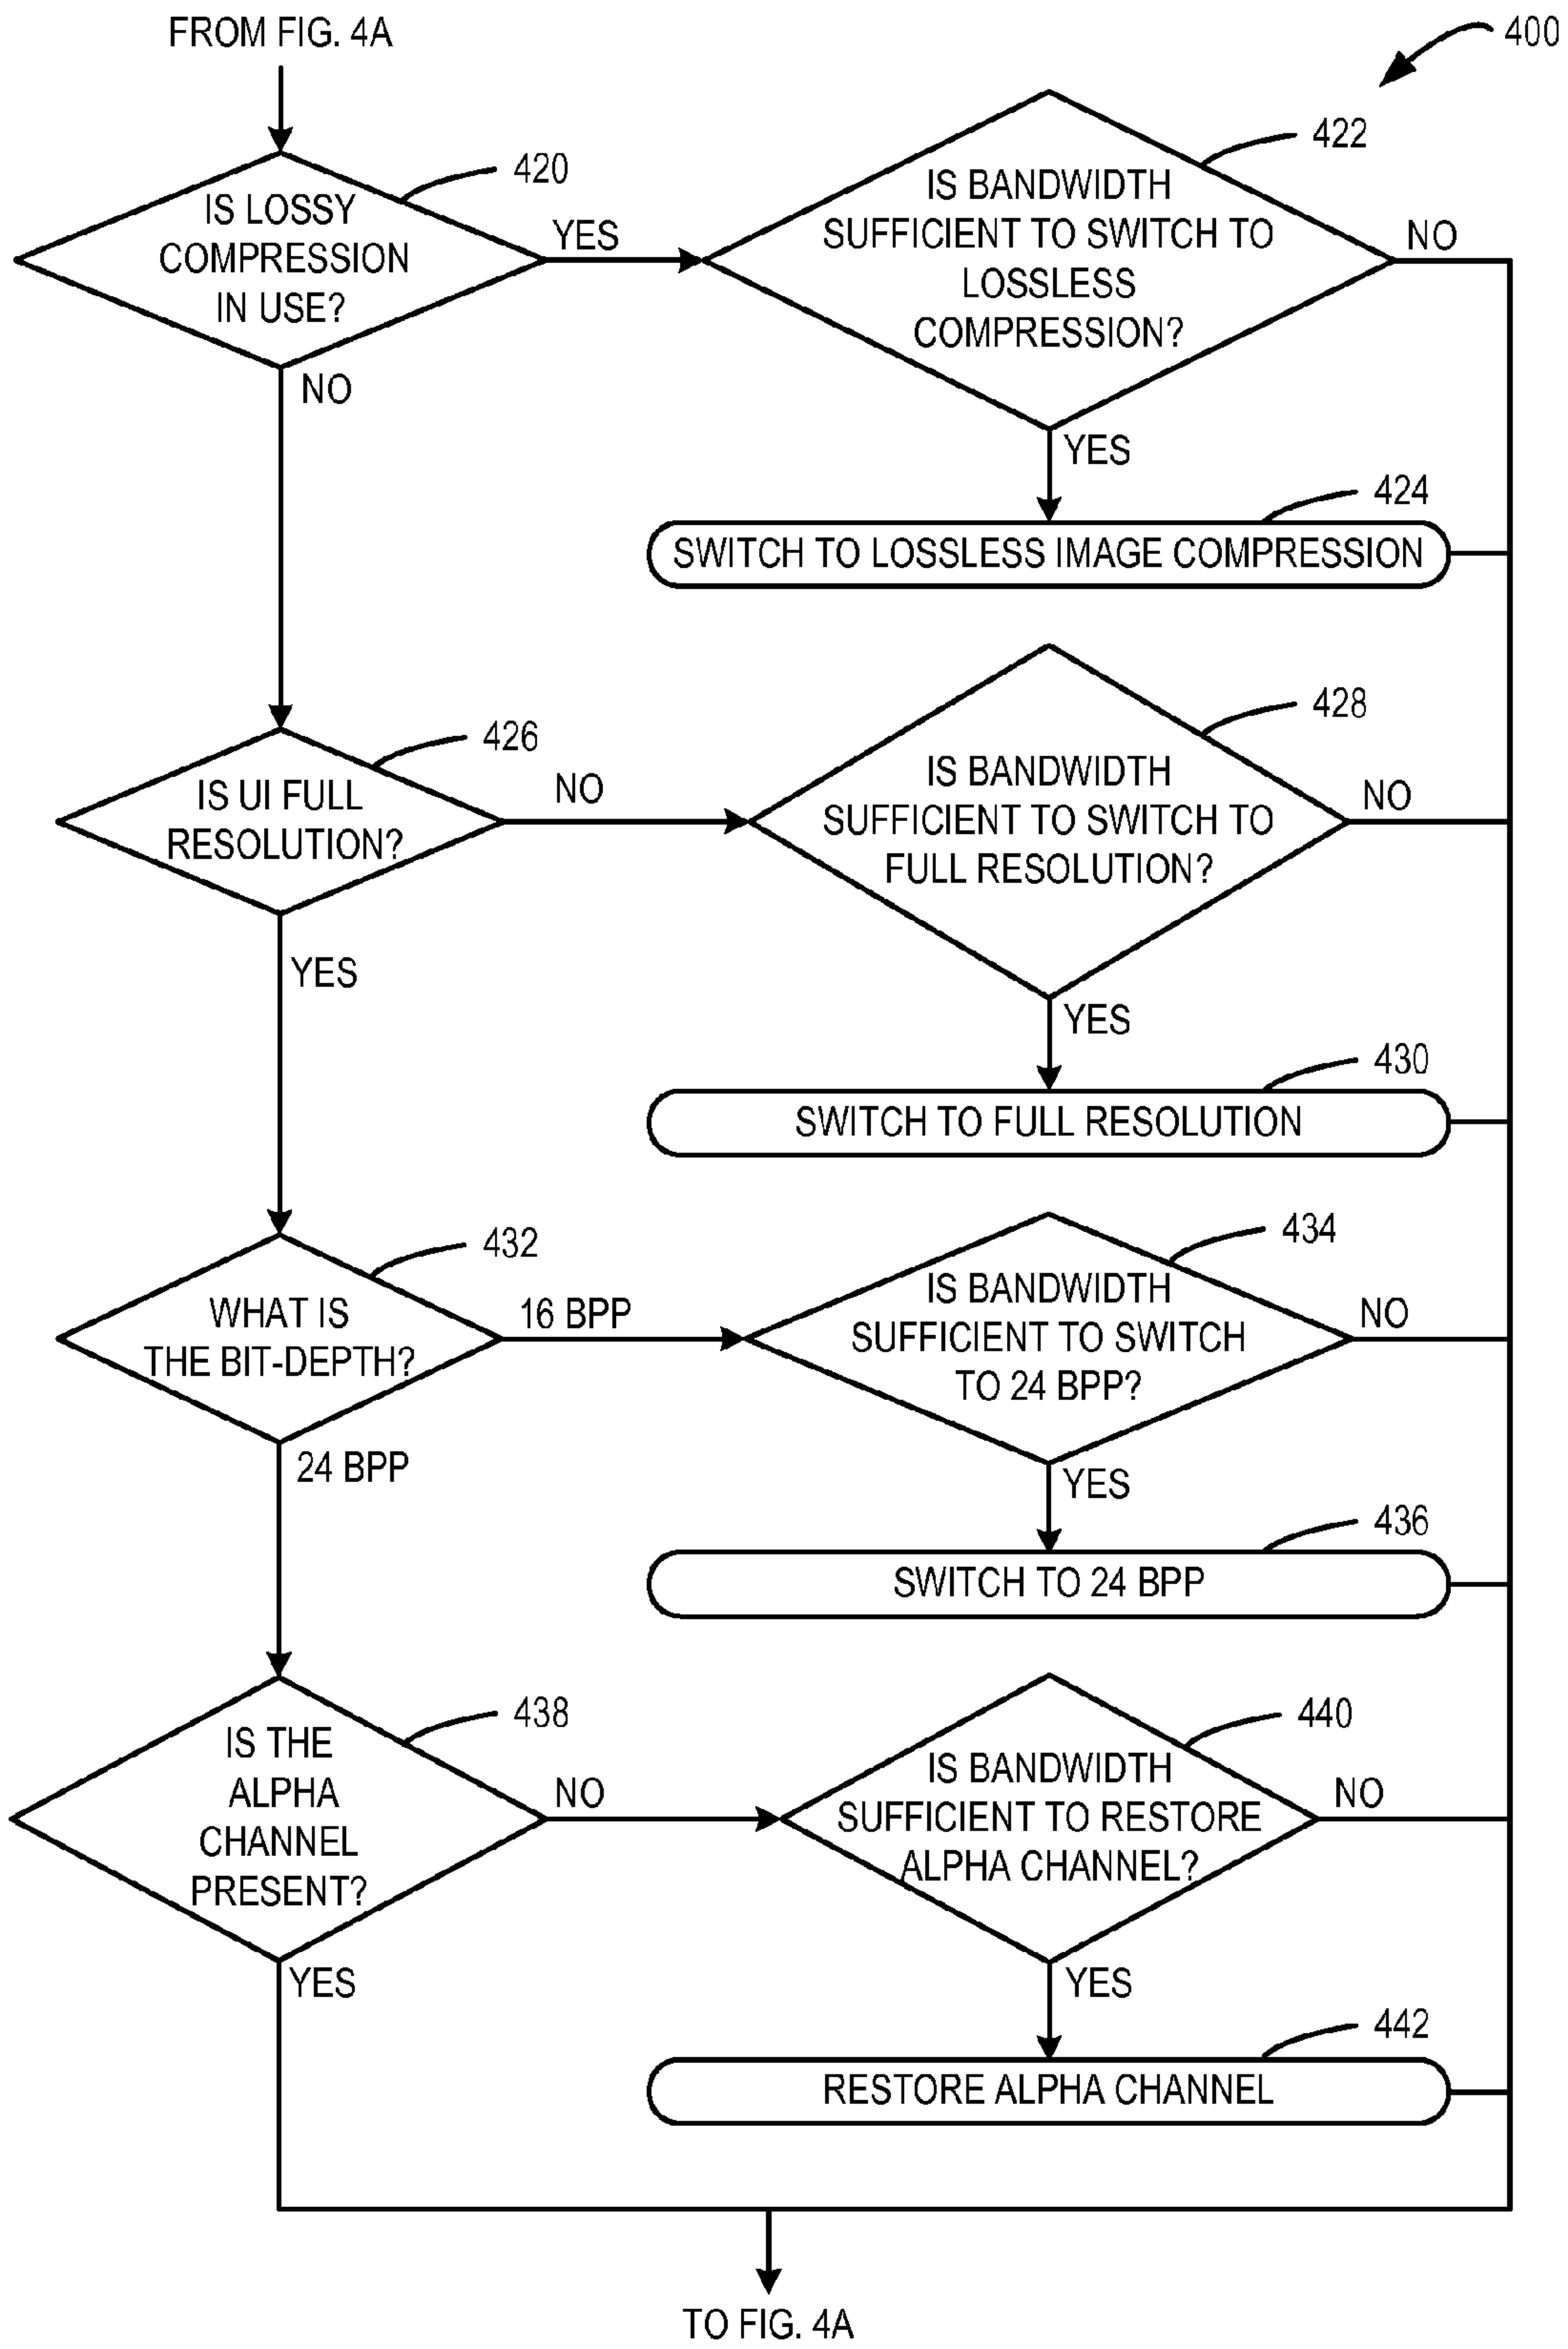 FROM FIG. 4A
400
420
IS LOSSY
COMPRESSION
IN USE?
YES
NO
422
IS BANDWIDTH
SUFFICIENT TO SWITCH TO
LOSSLESS
COMPRESSION?
NO
YES
424
SWITCH TO LOSSLESS IMAGE COMPRESSION
426
IS UI FULL
RESOLUTION?
NO
YES
428
IS BANDWIDTH
SUFFICIENT TO SWITCH TO
FULL RESOLUTION?
NO
YES
430
SWITCH TO FULL RESOLUTION
432
WHAT IS
THE BIT-DEPTH?
16 BPP
24 BPP
434
IS BANDWIDTH
SUFFICIENT TO SWITCH
TO 24 BPP?
NO
YES
436
SWITCH TO 24 BPP
438
IS THE
ALPHA
CHANNEL
PRESENT?
NO
YES
440
IS BANDWIDTH
SUFFICIENT TO RESTORE
ALPHA CHANNEL?
NO
YES
442
RESTORE ALPHA CHANNEL
TO FIG. 4A